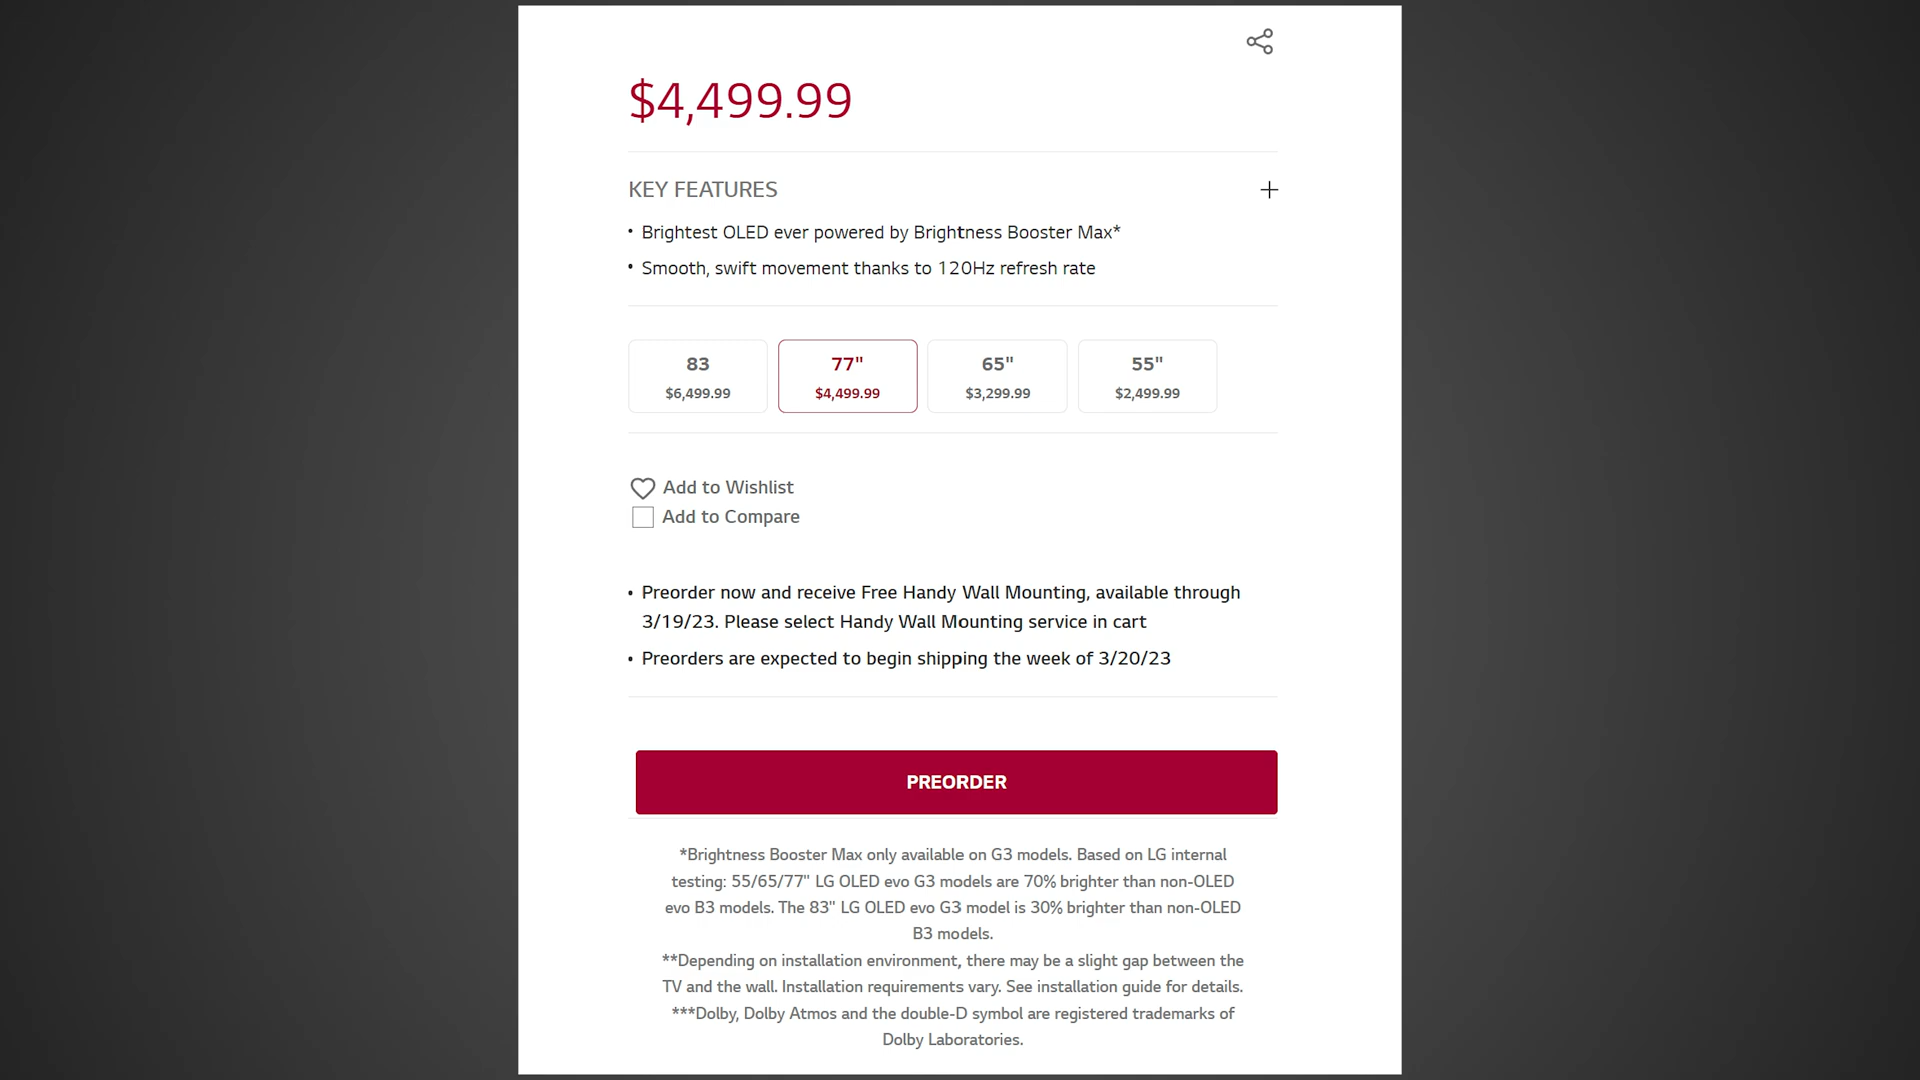 $4,499.99
KEY FEATURES
• Brightest OLED ever powered by Brightness Booster Max*
• Smooth, swift movement thanks to 120Hz refresh rate
83 77" 65" 55"
$6,499.99 $4,499.99 $3,299.99 $2,499.99
Add to Wishlist
Add to Compare
• Preorder now and receive Free Handy Wall Mounting, available through
3/19/23. Please select Handy Wall Mounting service in cart
• Preorders are expected to begin shipping the week of 3/20/23
PREORDER
*Brightness Booster Max only available on G3 models. Based on LG internal
testing: 55/65/77" LG OLED evo G3 models are 70% brighter than non-OLED
evo B3 models. The 83" LG OLED evo G3 model is 30% brighter than non-OLED
B3 models.
**Depending on installation environment, there may be a slight gap between the
TV and the wall. Installation requirements vary. See installation guide for details.
***Dolby, Dolby Atmos and the double-D symbol are registered trademarks of
Dolby Laboratories.